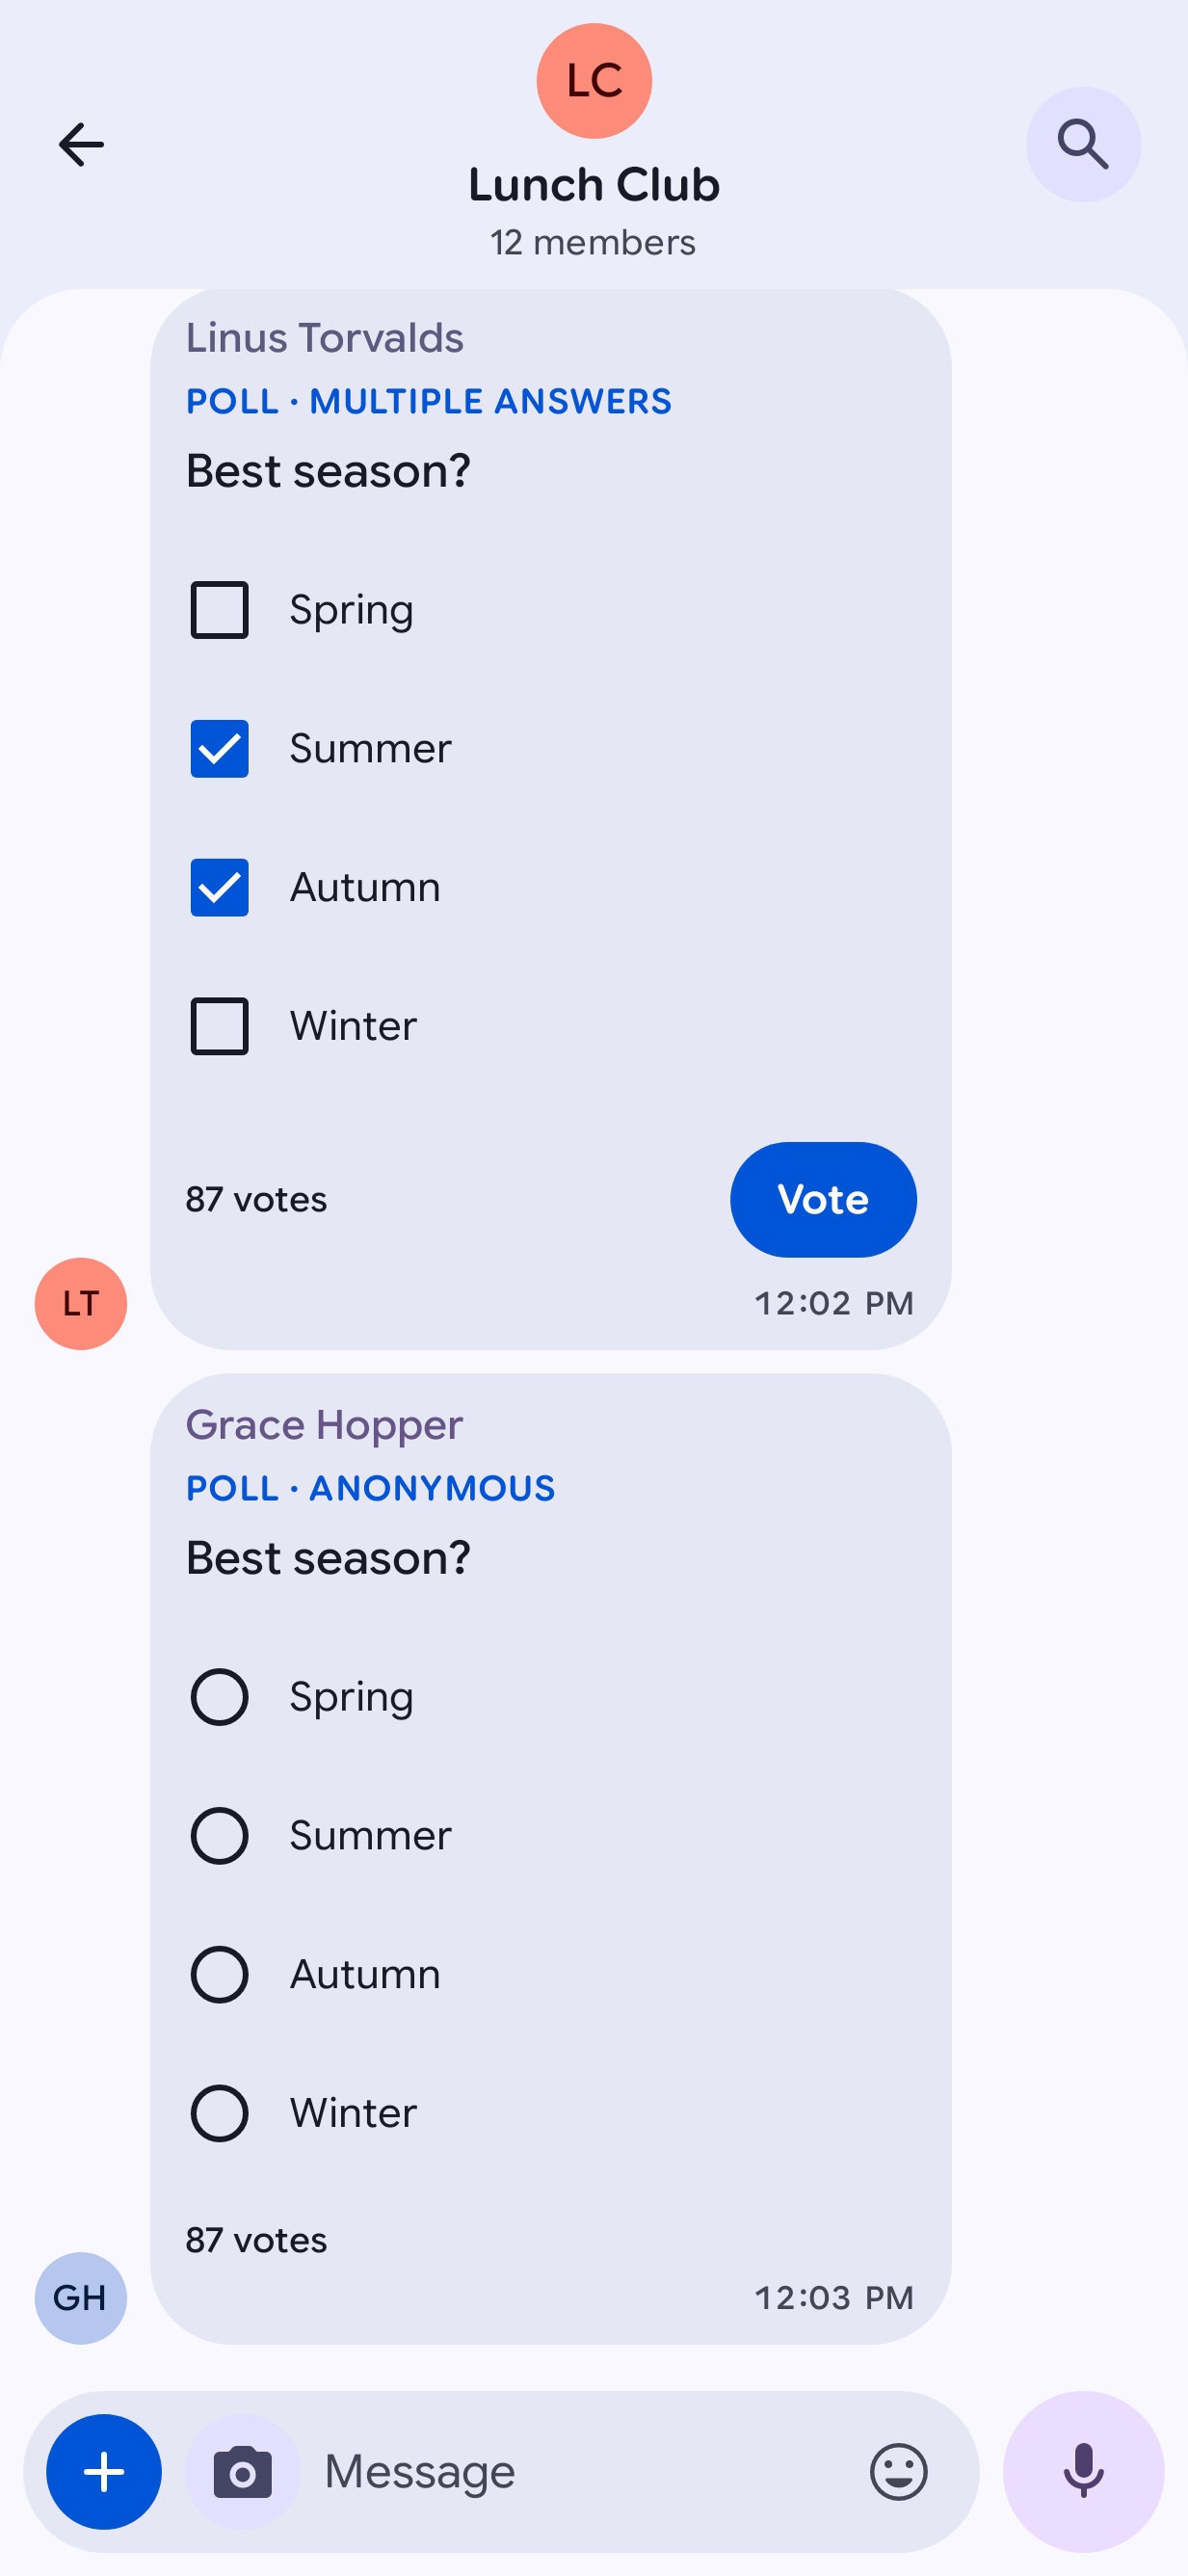 LC
Lunch Club
12 members
Linus Torvalds
POLL · MULTIPLE ANSWERS
Best season?
Spring
Summer
Autumn
Winter
87 votes
Vote
LT
12:02 PM
Grace Hopper
POLL · ANONYMOUS
Best season?
Spring
Summer
Autumn
Winter
87 votes
GH
12:03 PM
Message